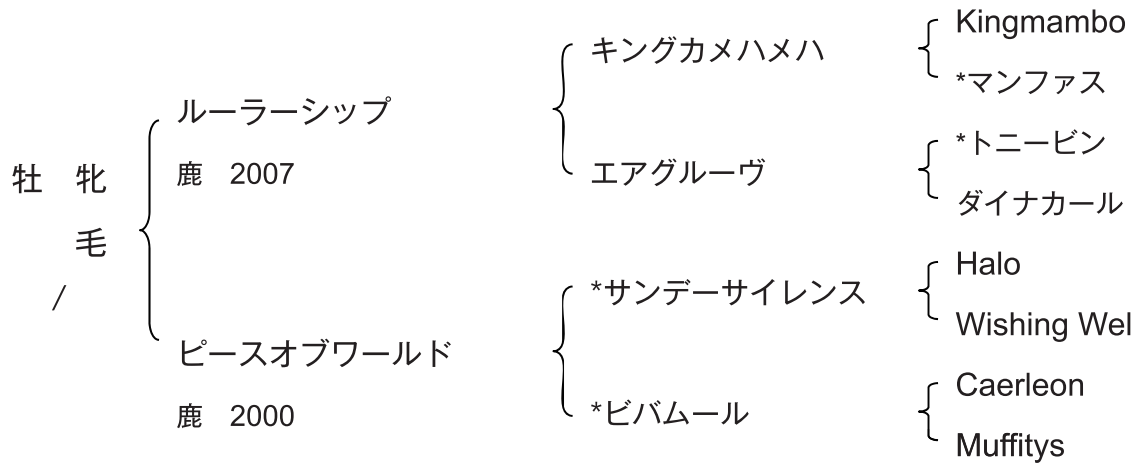 Kingmambo
キングカメハメハ
*マンファス
ルーラーシップ
*トニービン
鹿　2007
エアグルーヴ
牡　牝
ダイナカール
毛
Halo
/
*サンデーサイレンス
Wishing Wel
ピースオブワールド
Caerleon
鹿　2000
*ビバムール
Muffitys